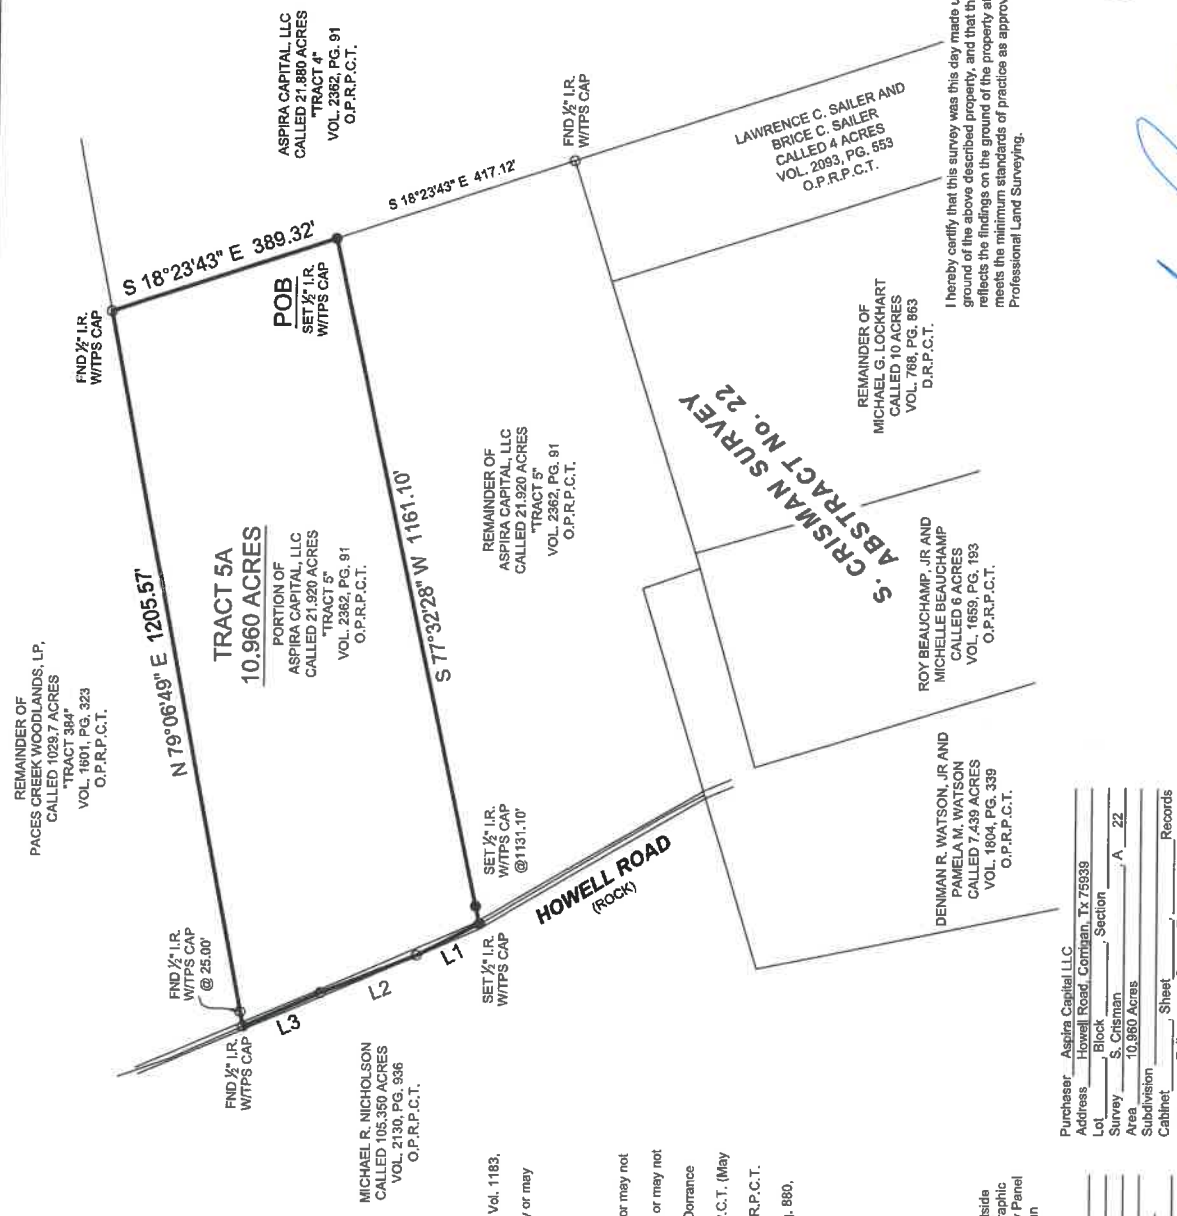 REMAINDER OF
PACES CREEK WOODLANDS, LP,
CALLED 1029.7 ACRES
"TRACT 384"
VOL. 1601, PG. 323
O.P.R.P.C.T.
ASPIRA CAPITAL, LLC
CALLED 21.880 ACRES
"TRACT 4"
VOL. 2362, PG. 91
O.P.R.P.C.T.
FND ½" I.R.
W/TPS CAP
N 79°06'49" E 1205.57'
S 18°23'43" E 389.32'
POB
SET ½" I.R.
W/TPS CAP
S 18°23'43" E 417.12'
FND ½" I.R.
W/TPS CAP
TRACT 5A
10.960 ACRES
PORTION OF
ASPIRA CAPITAL, LLC
CALLED 21.920 ACRES
"TRACT 5"
VOL. 2362, PG. 91
O.P.R.P.C.T.
S 77°32'28" W 1161.10'
FND ½" I.R.
W/TPS CAP
@ 25.00'
FND ½" I.R.
W/TPS CAP
L3
L2
L1
SET ½" I.R.
W/TPS CAP
@1131.10'
SET ½" I.R.
W/TPS CAP
HOWELL ROAD
(ROCK)
MICHAEL R. NICHOLSON
CALLED 105.350 ACRES
VOL. 2130, PG. 936
O.P.R.P.C.T.
REMAINDER OF
ASPIRA CAPITAL, LLC
CALLED 21.920 ACRES
"TRACT 5"
VOL. 2362, PG. 91
O.P.R.P.C.T.
LAWRENCE C. SAILER AND
BRICE C. SAILER
CALLED 4 ACRES
VOL. 2093, PG. 553
O.P.R.P.C.T.
S. CRISMAN SURVEY
ABSTRACT No. 22
REMAINDER OF
MICHAEL G. LOCKHART
CALLED 10 ACRES
VOL. 768, PG. 863
D.R.P.C.T.
ROY BEAUCHAMP, JR AND
MICHELLE BEAUCHAMP
CALLED 6 ACRES
VOL. 1659, PG. 193
O.P.R.P.C.T.
DENMAN R. WATSON, JR AND
PAMELA M. WATSON
CALLED 7.439 ACRES
VOL. 1804, PG. 339
O.P.R.P.C.T.
I hereby certify that this survey was this day made
ground of the above described property, and that
reflects the findings on the ground of the property
meets the minimum standards of practice as
Professional Land Surveying.
Vol. 1183,
or may
or may not
or may not
Dorrance
(May
R.P.C.T.
880,
Panel
Purchaser Aspira Capital LLC
Address Howell Road, Corrigan, Tx 75939
Lot Block Section
Survey S. Crisman , A 22
Area 10.960 Acres
Subdivision
Cabinet Sheet , Records